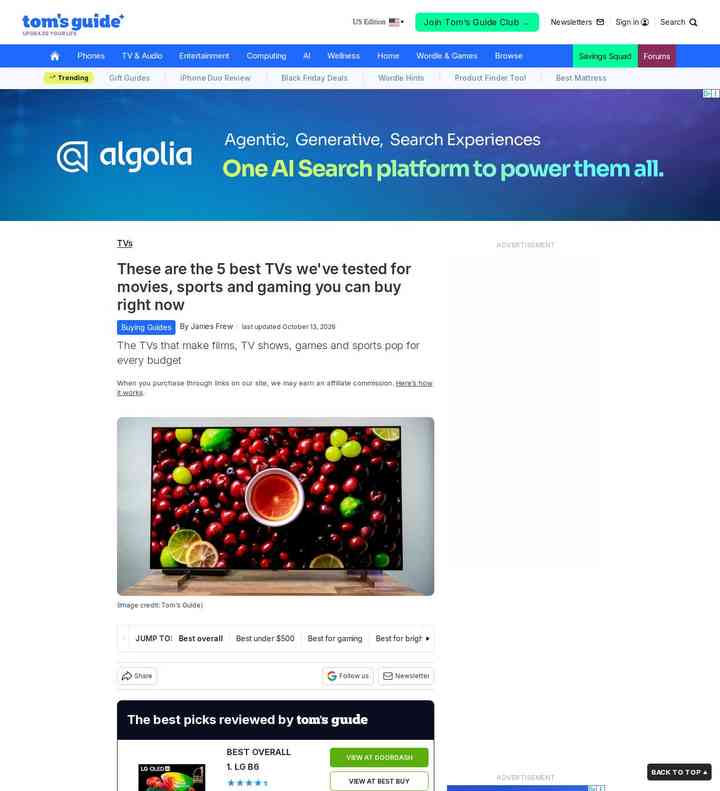 tom's guide
UPGRADE YOUR LIFE
US Edition
Join Tom's Guide Club →
Newsletters
Sign in
Search
Phones
TV & Audio
Entertainment
Computing
AI
Wellness
Home
Wordle & Games
Browse
Savings Squad
Forums
Trending
Gift Guides
iPhone Duo Review
Black Friday Deals
Wordle Hints
Product Finder Tool
Best Mattress
algolia
Agentic, Generative, Search Experiences
One AI Search platform to power them all.
TVs
ADVERTISEMENT
These are the 5 best TVs we've tested for
movies, sports and gaming you can buy
right now
Buying Guides
By James Frew
last updated October 13, 2026
The TVs that make films, TV shows, games and sports pop for
every budget
When you purchase through links on our site, we may earn an affiliate commission. Here's how
it works.
(Image credit: Tom's Guide)
JUMP TO:
Best overall
Best under $500
Best for gaming
Best for brigh
Share
Follow us
Newsletter
The best picks reviewed by tom's guide
BEST OVERALL
1. LG B6
LG OLED
VIEW AT DOORDASH
VIEW AT BEST BUY
ADVERTISEMENT
BACK TO TOP